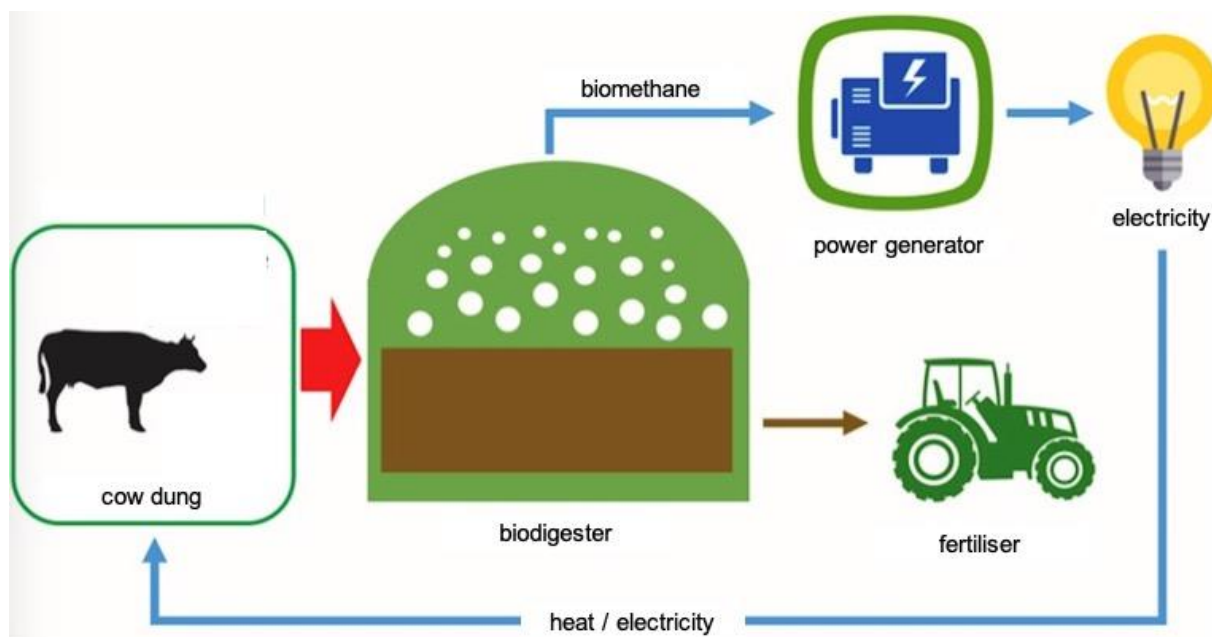 biomethane
power generator
electricity
cow dung
biodigester
fertiliser
heat / electricity